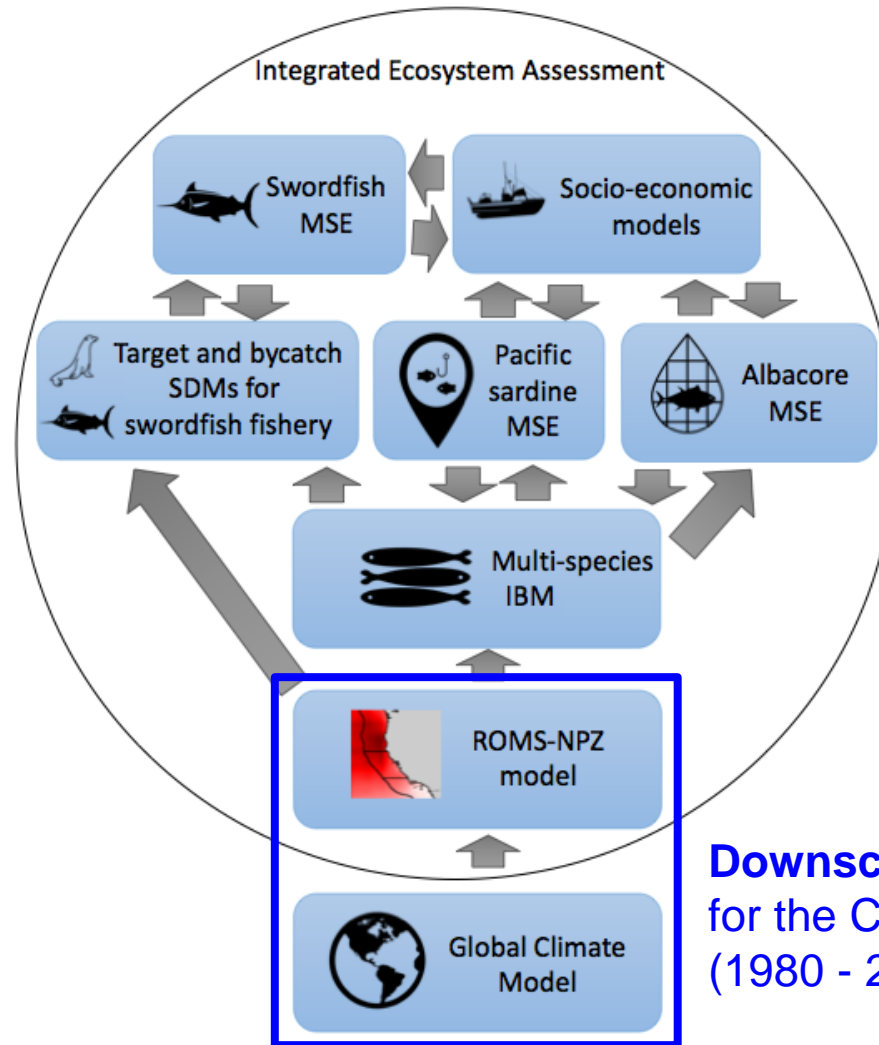 Integrated Ecosystem Assessment
Swordfish
MSE
Socio-economic
models
Target and bycatch
SDMs for
swordfish fishery
Pacific
sardine
MSE
Albacore
MSE
Multi-species
IBM
ROMS-NPZ
model
Global Climate
Model
for the
(1980 -